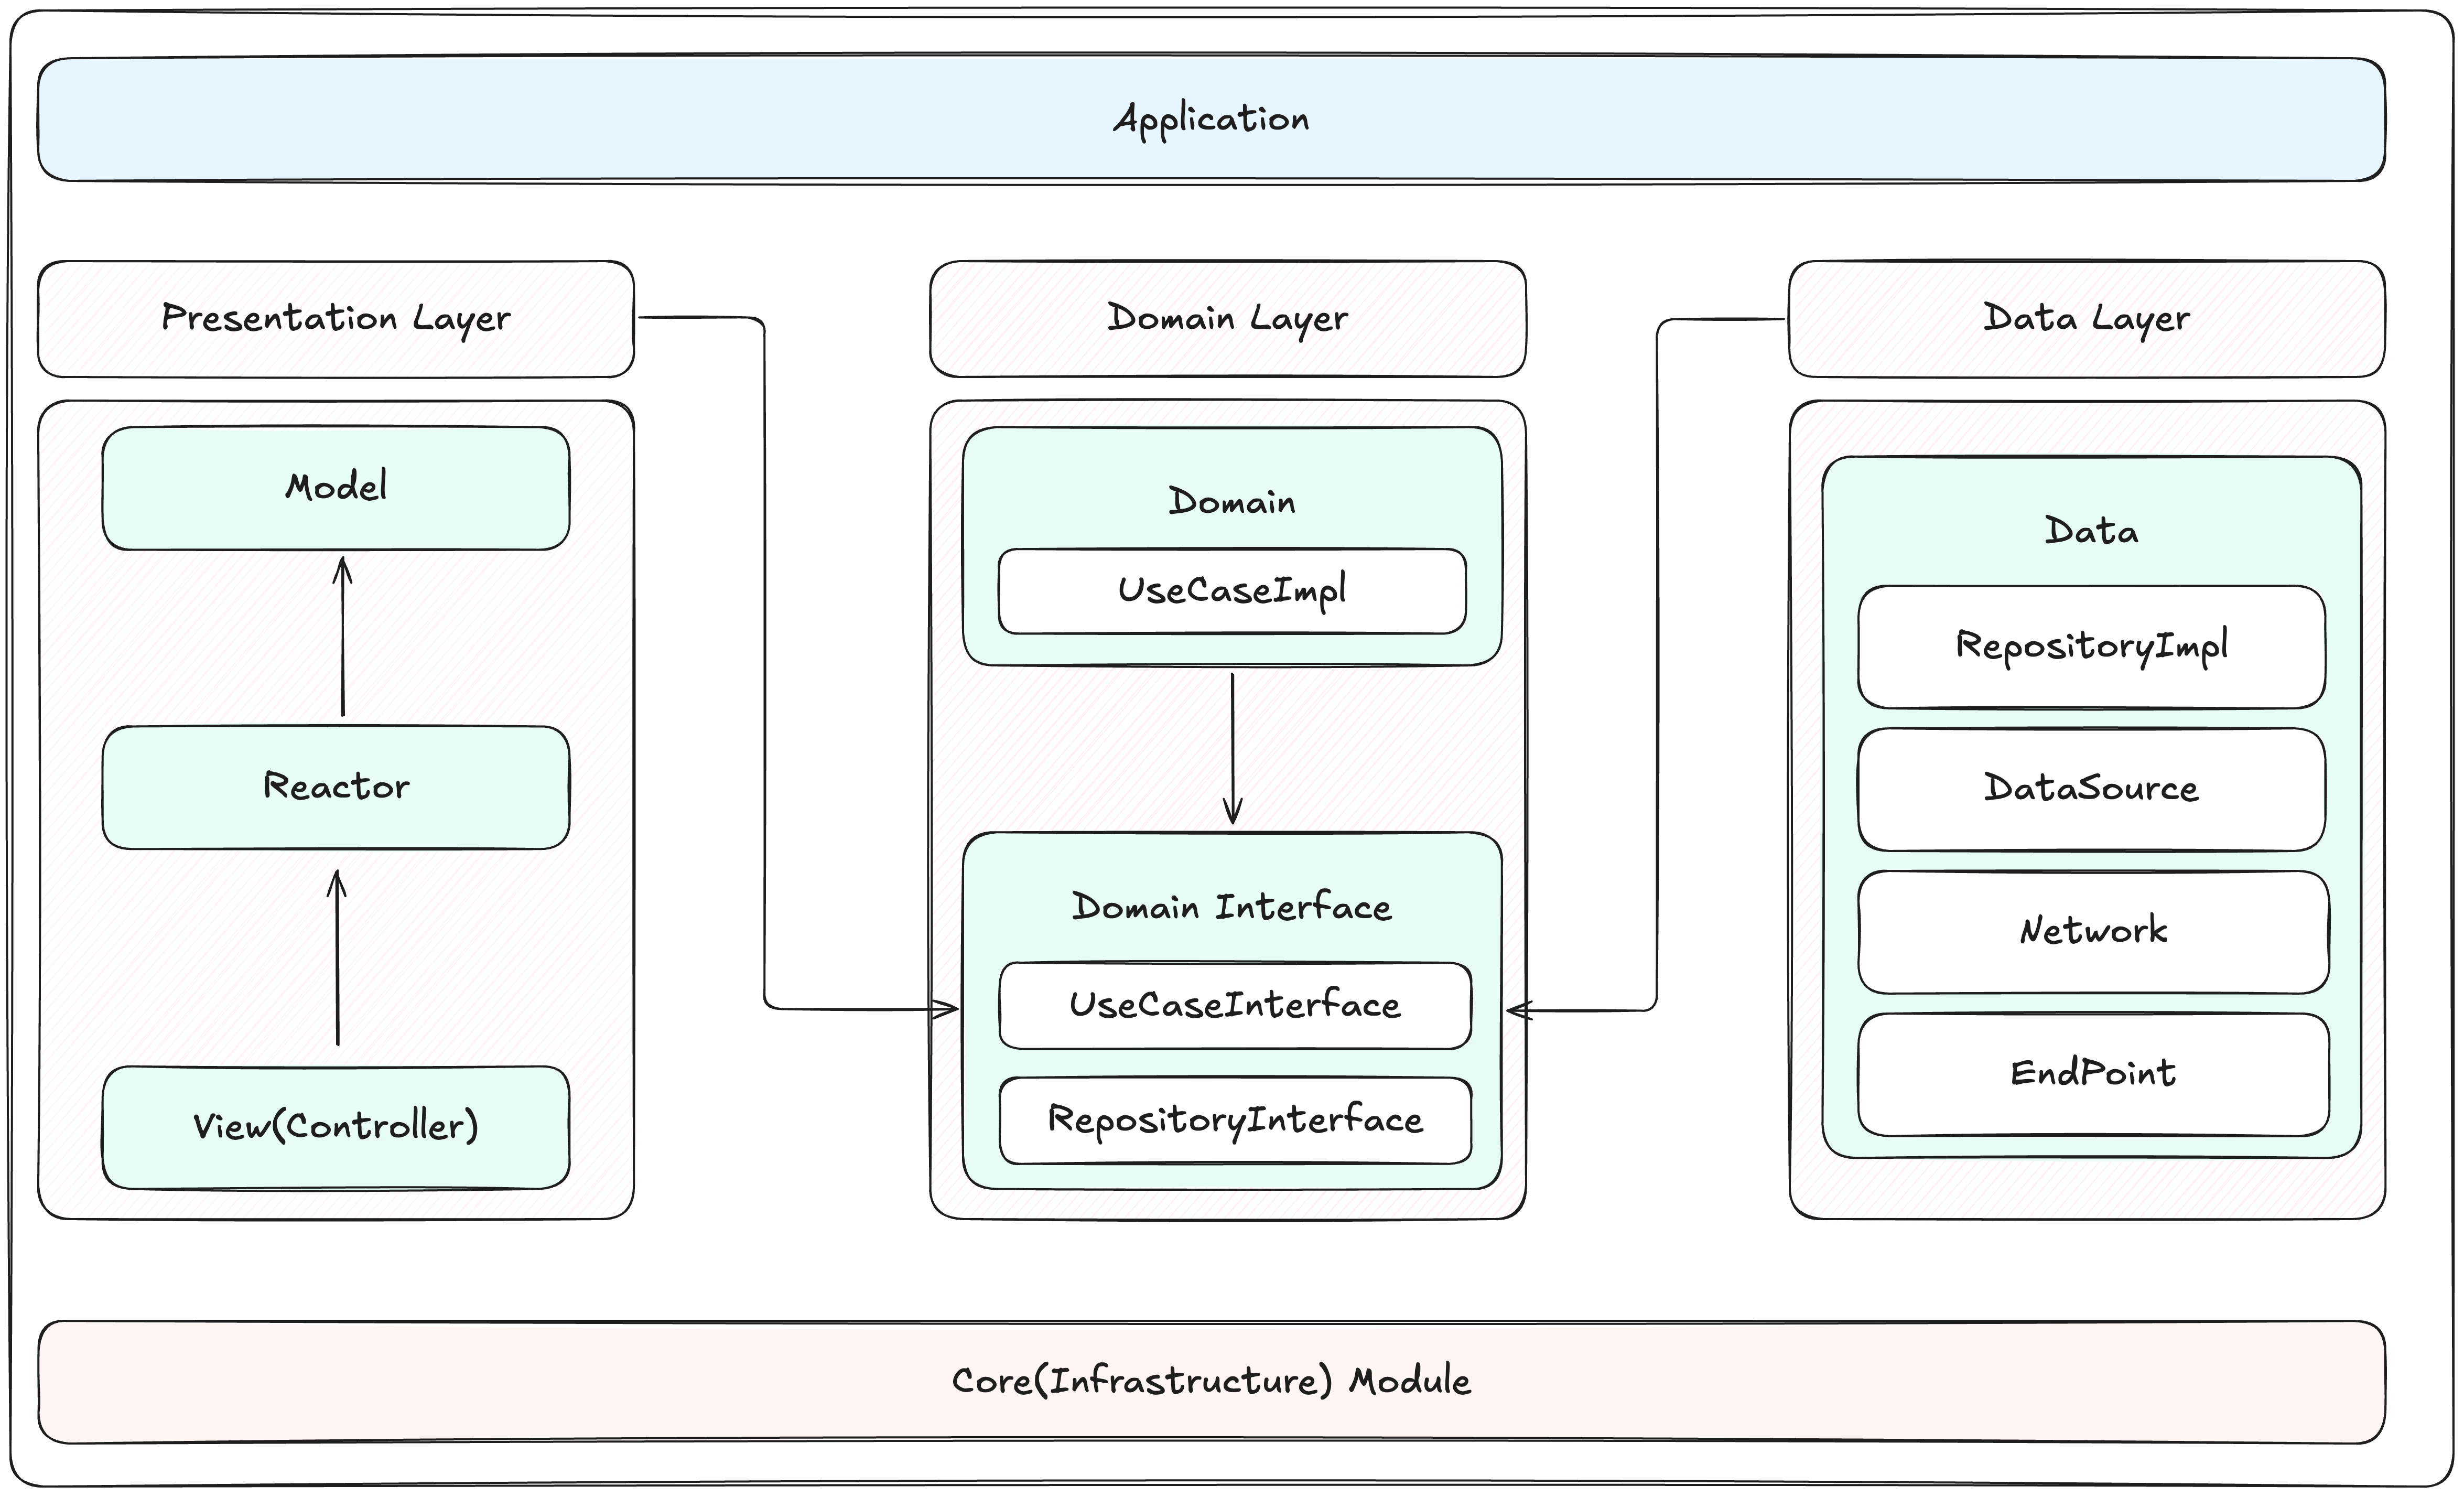 Application
Presentation Layer
Domain Layer
Data Layer
Model
Reactor
View(Controller)
Domain
UseCaseImpl
Domain Interface
UseCaseInterface
RepositoryInterface
Data
RepositoryImpl
DataSource
Network
EndPoint
Core(Infrastructure) Module